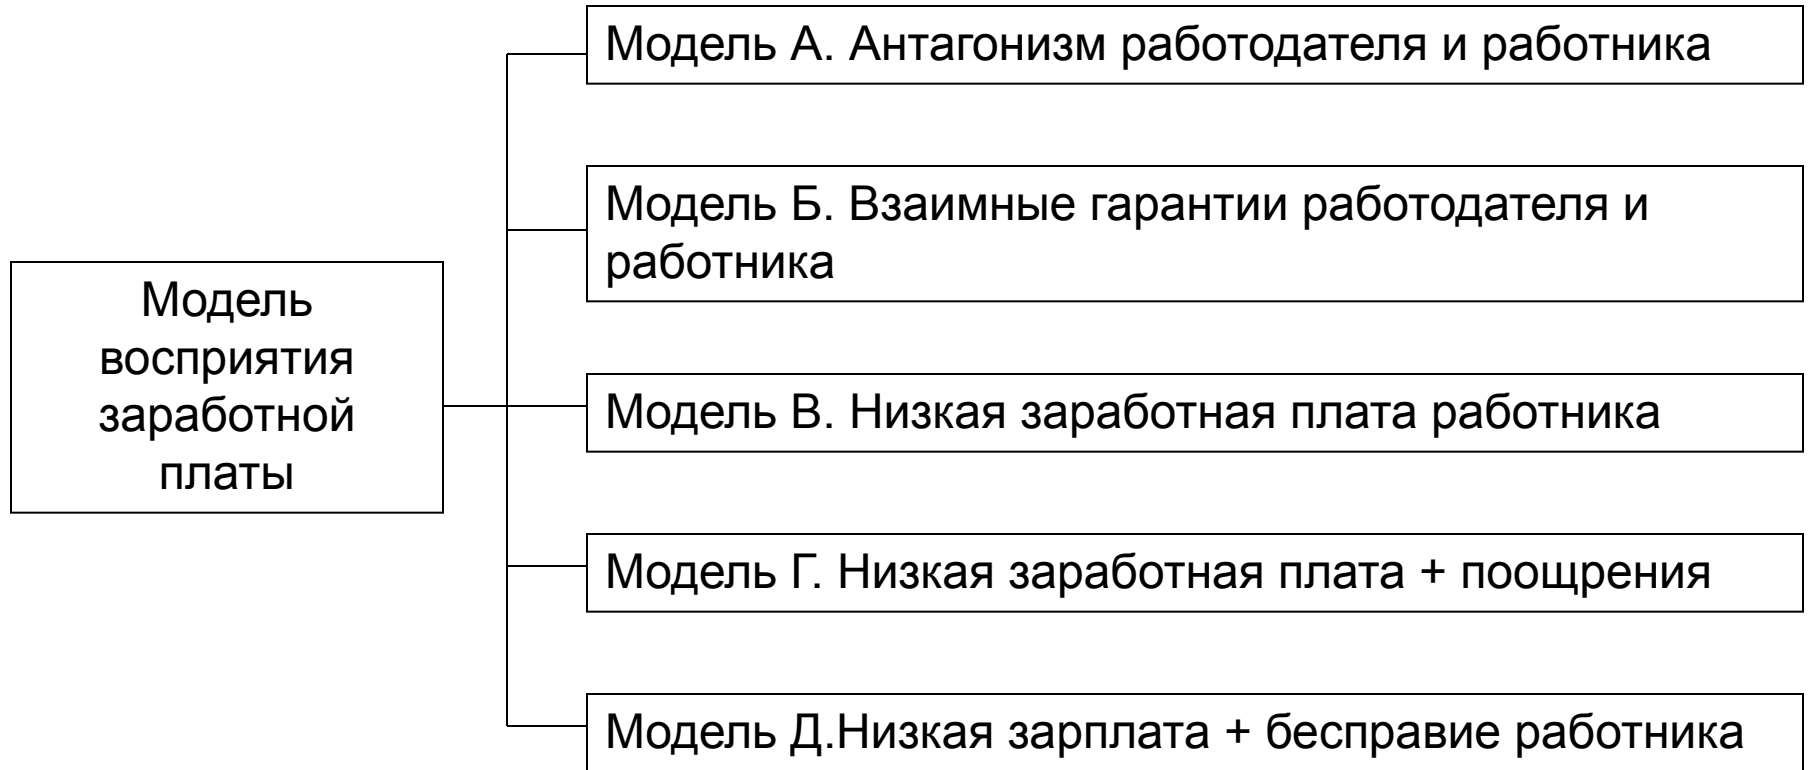 Модель А. Антагонизм работодателя и работника
Модель Б. Взаимные гарантии работодателя и
работника
Модель
восприятия
заработной
платы
Модель В. Низкая заработная плата работника
Модель Г. Низкая заработная плата + поощрения
Модель Д.Низкая зарплата + бесправие работника